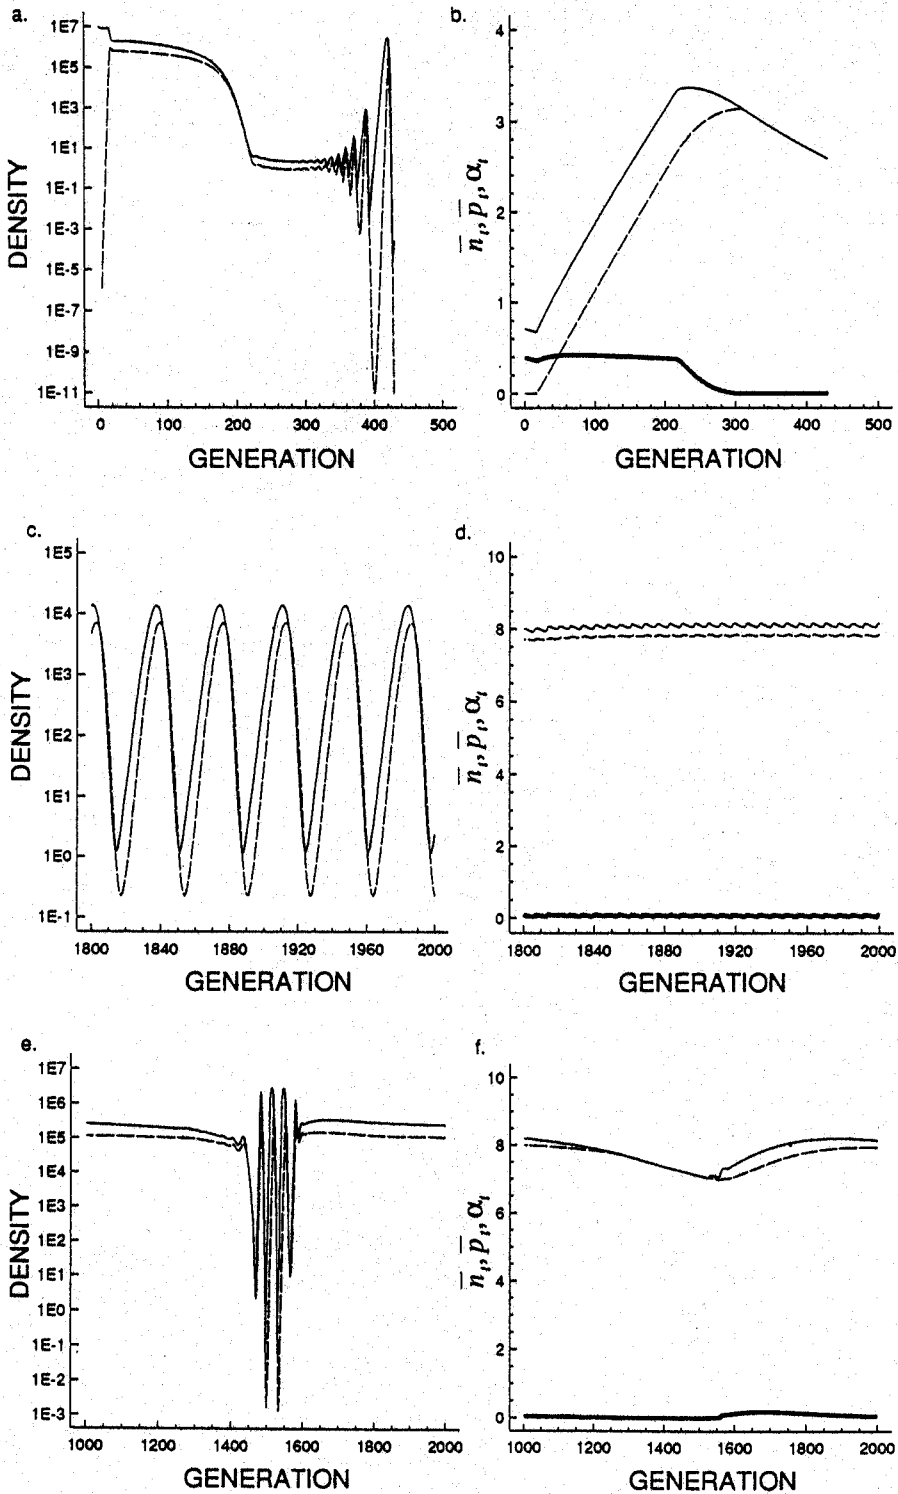 a.
1E7
1E5
1E3
1E1
1E-1
1E-3
1E-5
1E-7
1E-9
1E-11
DENSITY
0 100 200 300 400 500
GENERATION
b.
4
3
2
1
0
n̅ₜ, p̅ₜ, αₜ
0 100 200 300 400 500
GENERATION
c.
1E5
1E4
1E3
1E2
1E1
1E0
1E-1
DENSITY
1800 1840 1880 1920 1960 2000
GENERATION
d.
10
8
6
4
2
0
n̅ₜ, p̅ₜ, αₜ
1800 1840 1880 1920 1960 2000
GENERATION
e.
1E7
1E6
1E5
1E4
1E3
1E2
1E1
1E0
1E-1
1E-2
1E-3
DENSITY
1000 1200 1400 1600 1800 2000
GENERATION
f.
10
8
6
4
2
0
n̅ₜ, p̅ₜ, αₜ
1000 1200 1400 1600 1800 2000
GENERATION